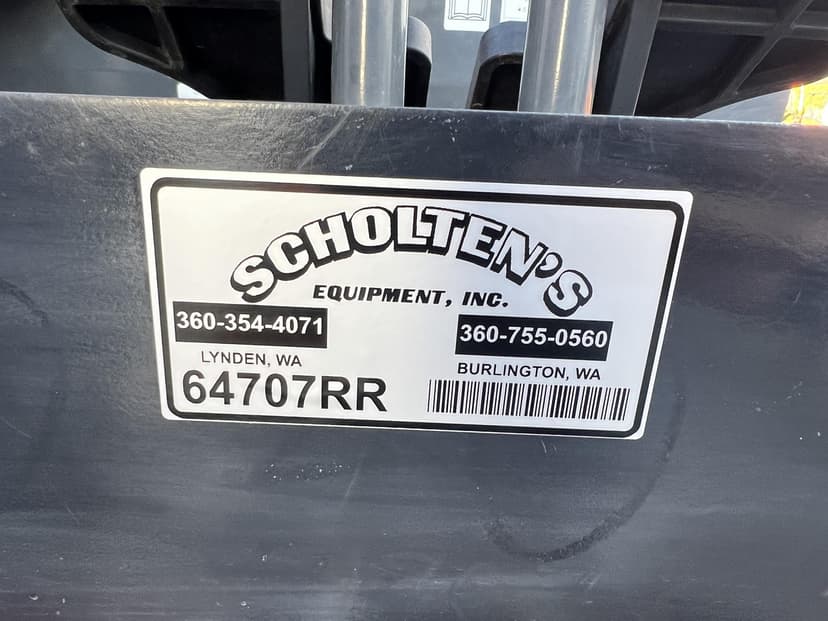 SCHOLTEN'S
EQUIPMENT, INC.
360-354-4071
LYNDEN, WA
360-755-0560
BURLINGTON, WA
64707RR